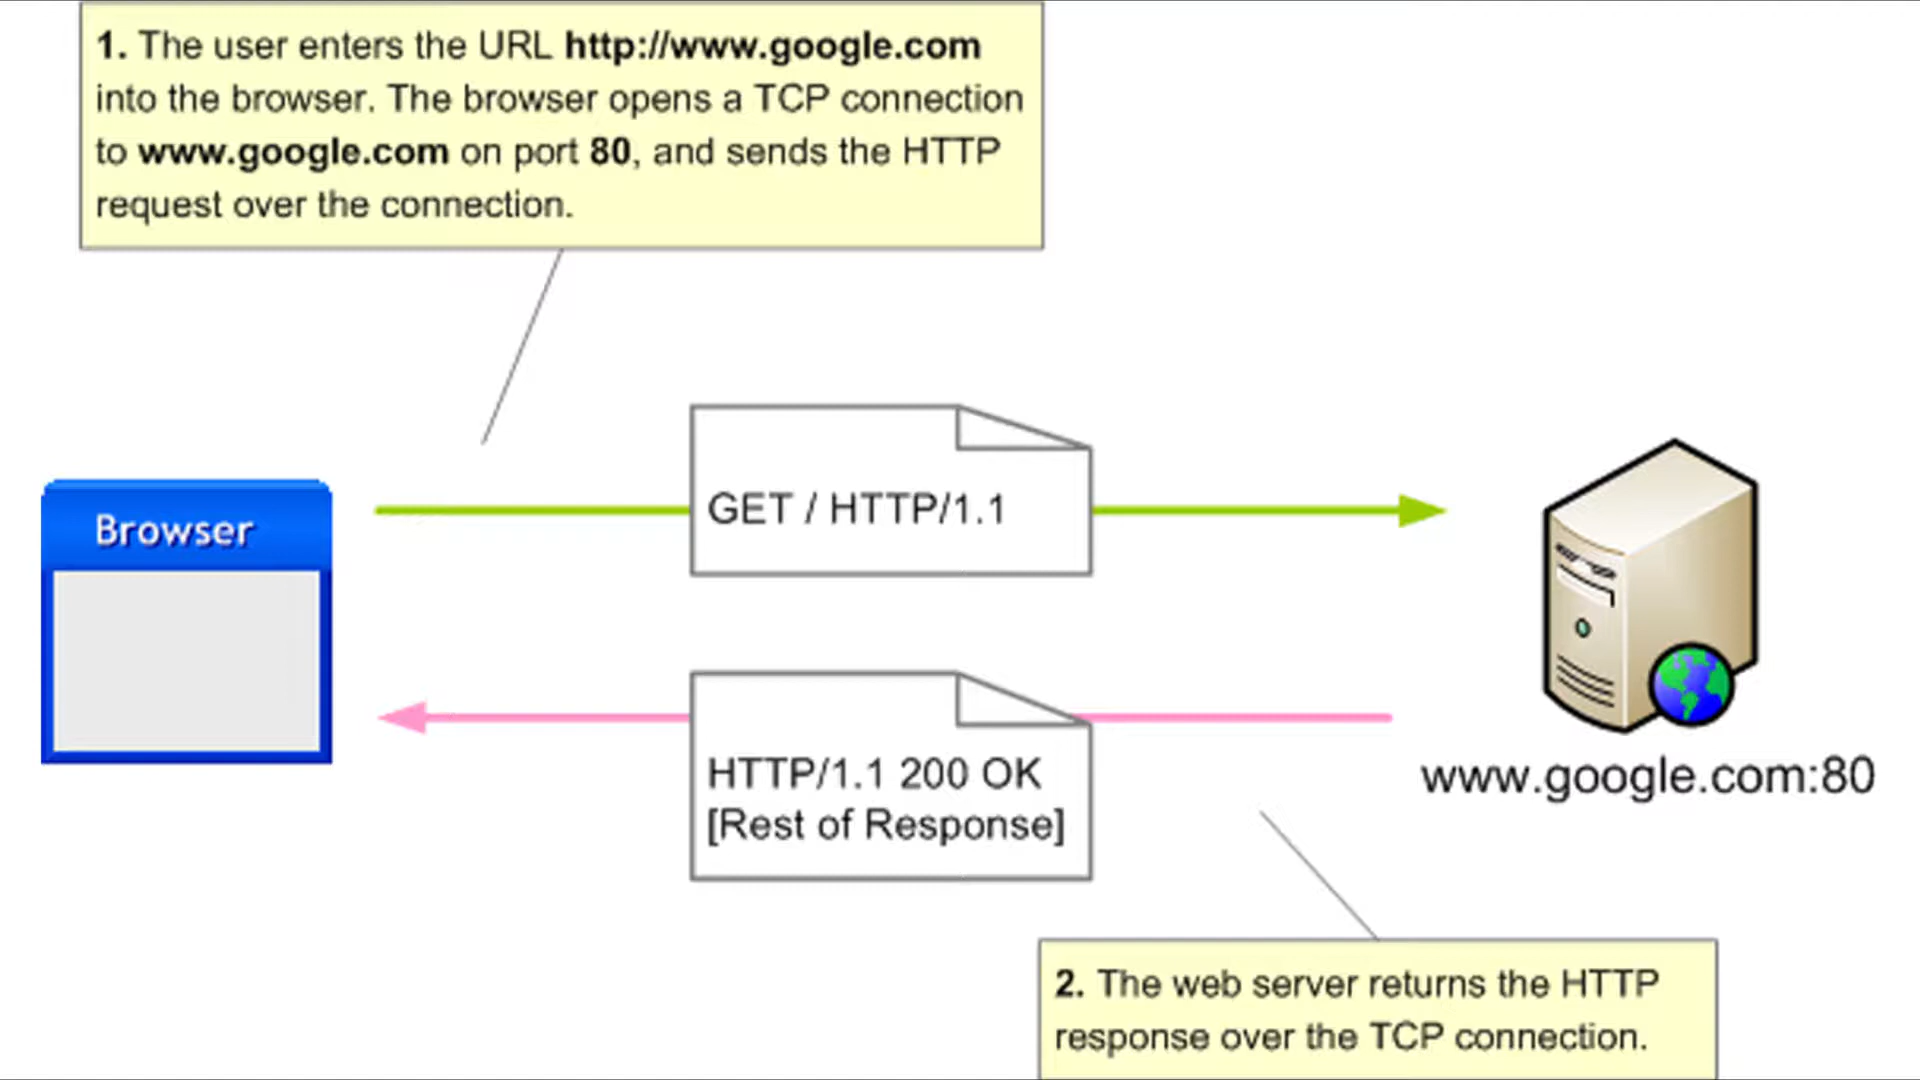 1. The user enters the URL http://www.google.com
into the browser. The browser opens a TCP connection
to www.google.com on port 80, and sends the HTTP
request over the connection.
GET / HTTP/1.1
Browser
HTTP/1.1 200 OK
[Rest of Response]
www.google.com:80
2. The web server returns the HTTP
response over the TCP connection.